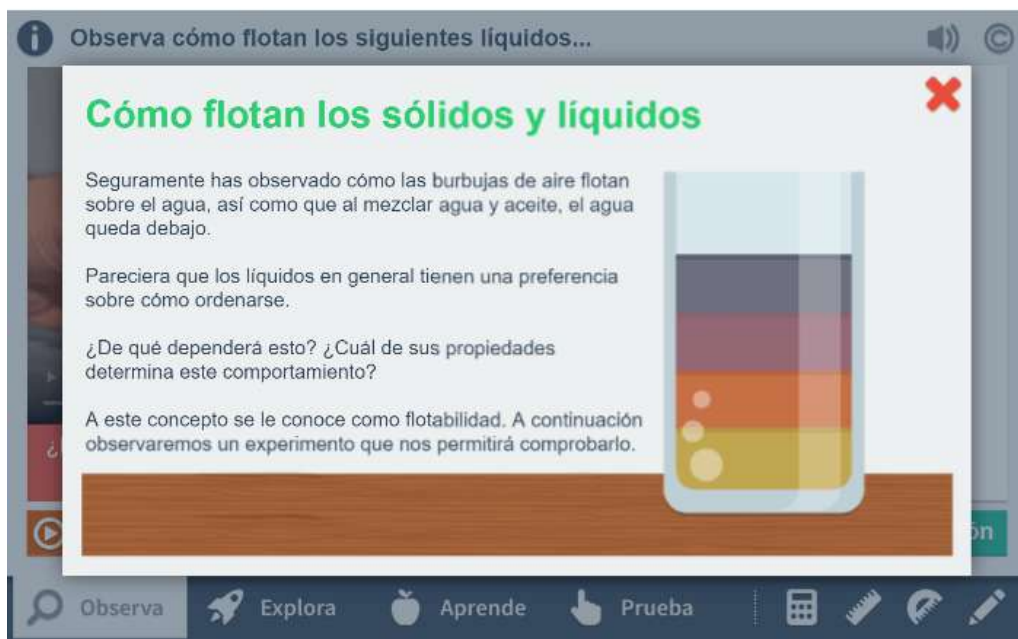 Observa cómo flotan los siguientes líquidos...
Cómo flotan los sólidos y líquidos
Seguramente has observado cómo las burbujas de aire flotan
sobre el agua, así como que al mezclar agua y aceite, el agua
queda debajo.
Pareciera que los líquidos en general tienen una preferencia
sobre cómo ordenarse.
¿De qué dependerá esto? ¿Cuál de sus propiedades
determina este comportamiento?
A este concepto se le conoce como flotabilidad. A continuación
observaremos un experimento que nos permitirá comprobarlo.
ón
Observa
Explora
Aprende
Prueba